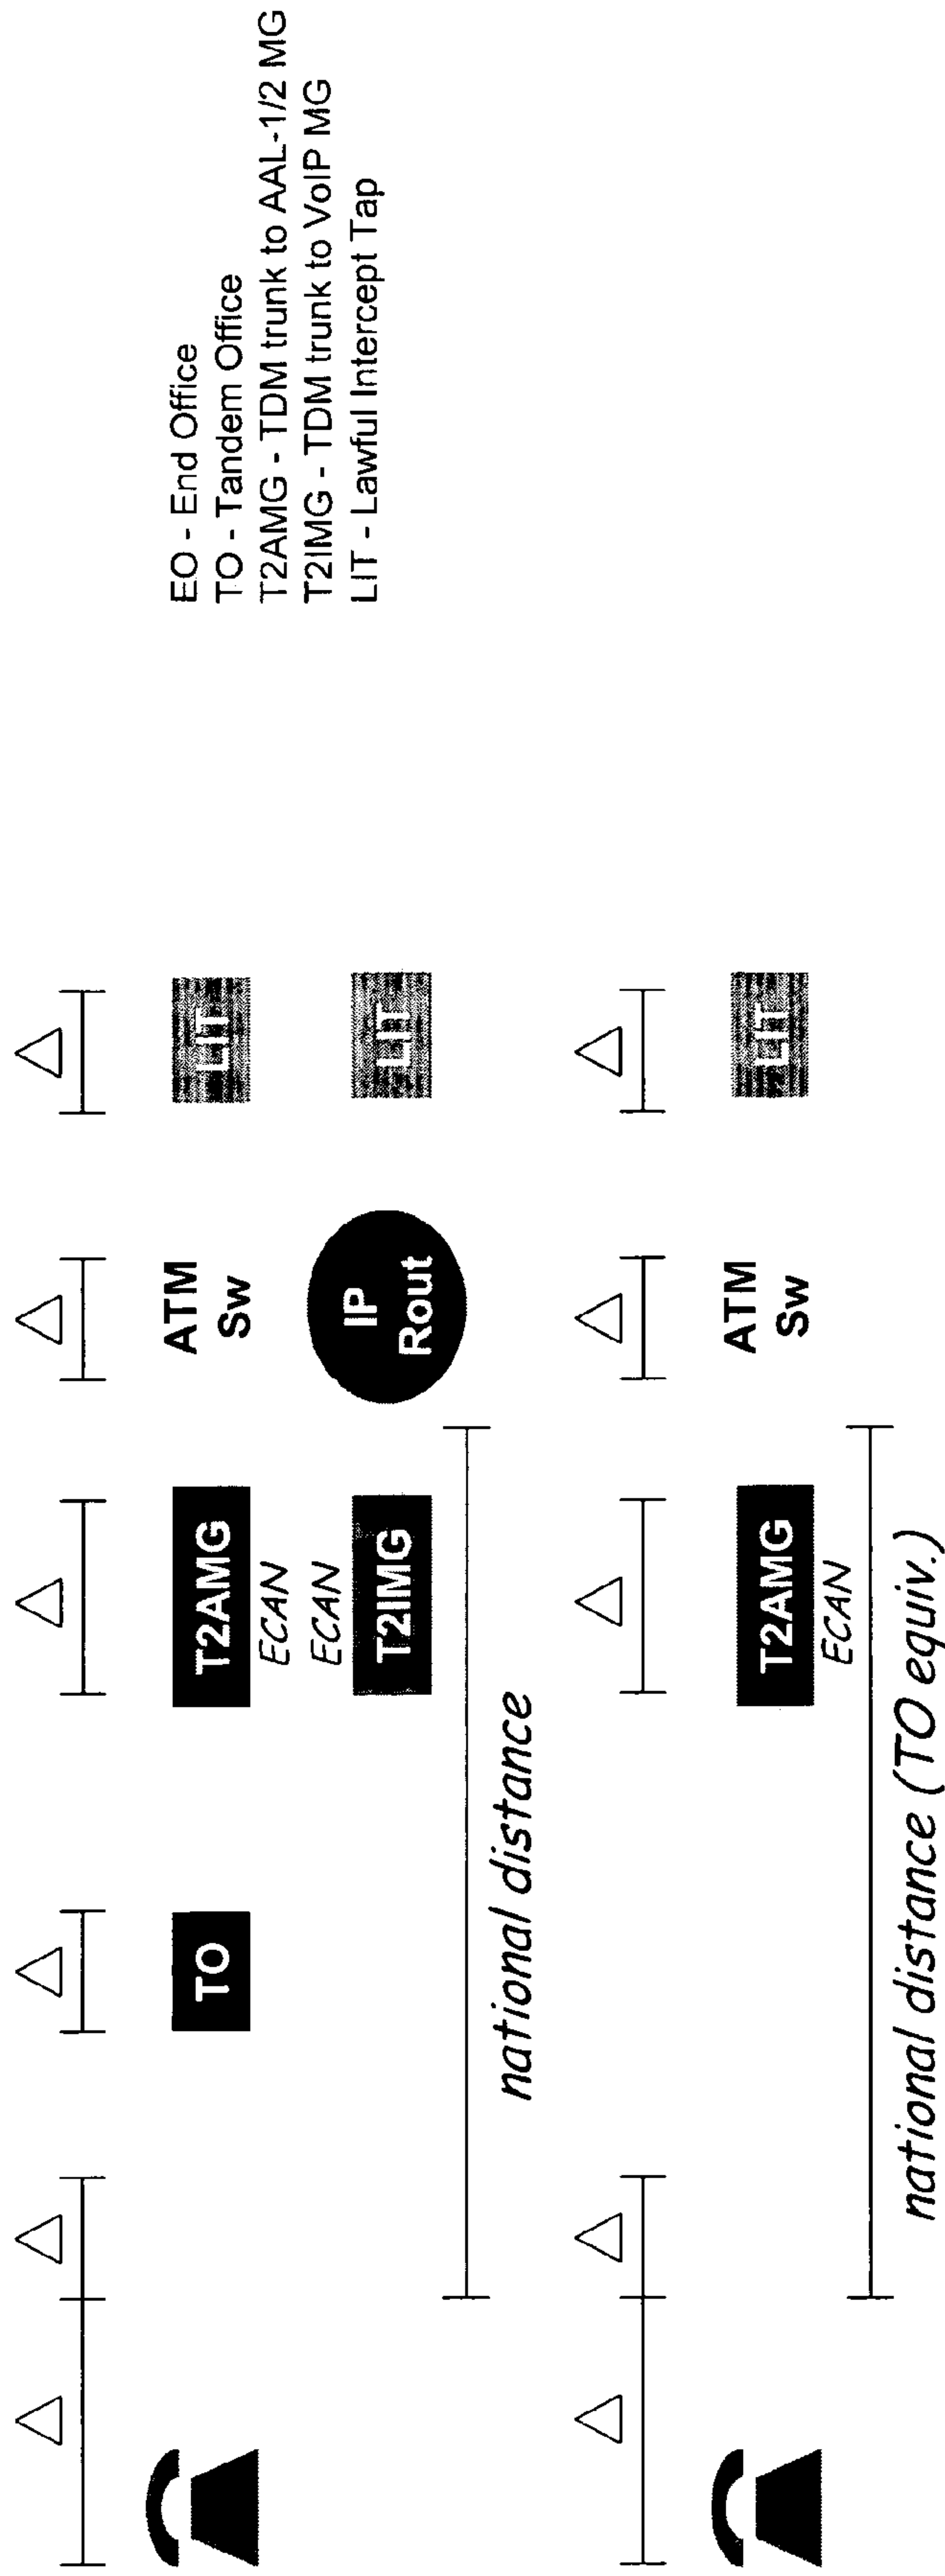 EO - End Office
TO - Tandem Office
T2AMG - TDM trunk to AAL-1/2 MG
T2IMG - TDM trunk to VoIP MG
LIT - Lawful Intercept Tap
TO
T2AMG
ECAN
ECAN
T2IMG
ATM
Sw
IP
Rout
LIT
LIT
national distance
T2AMG
ECAN
ATM
Sw
LIT
national distance (TO equiv.)